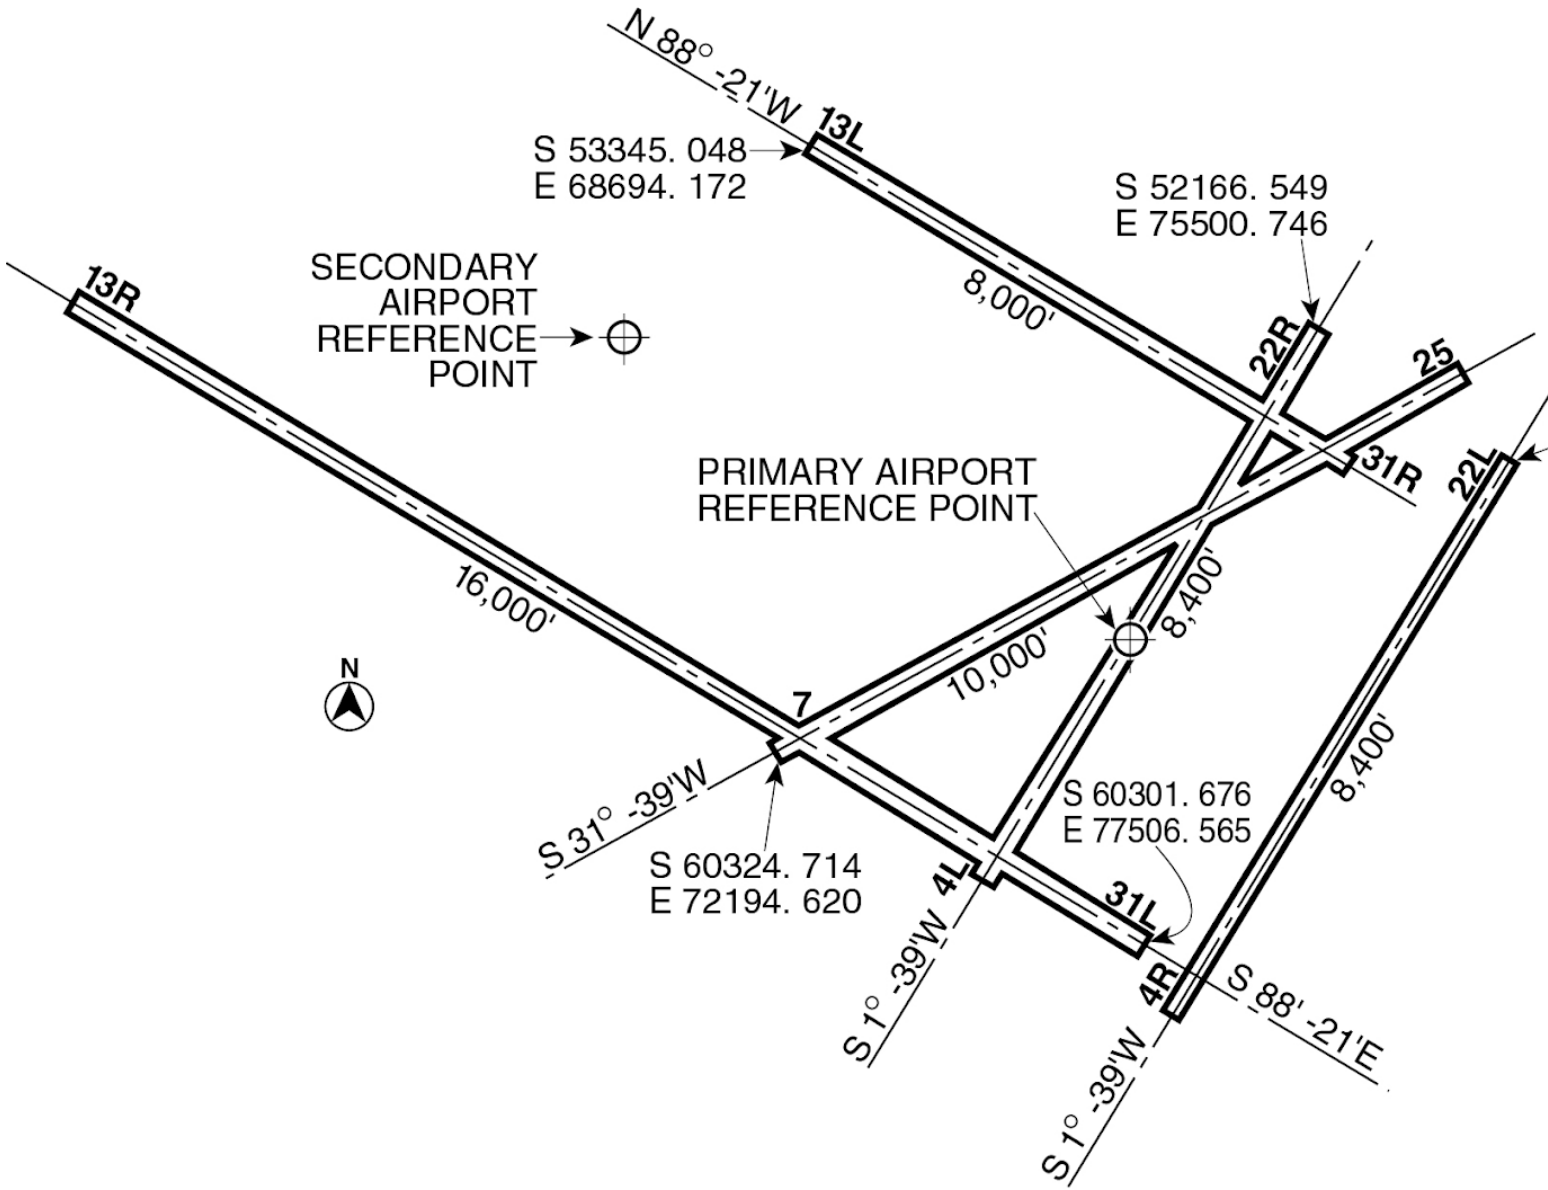 N 88° -21'W
13L
S 53345. 048
E 68694. 172
S 52166. 549
E 75500. 746
SECONDARY
AIRPORT
REFERENCE
POINT
13R
8,000'
22R
25
31R
22L
PRIMARY AIRPORT
REFERENCE POINT
16,000'
8,400'
10,000'
N
7
8,400'
S 31° -39'W
S 60301. 676
E 77506. 565
S 60324. 714
E 72194. 620
4L
31L
4R
S 1° -39'W
S 88' -21'E
S 1° -39'W